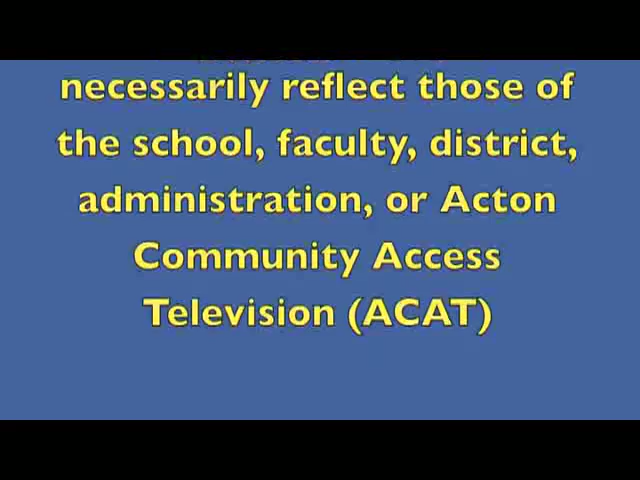 necessarily reflect those of
the school, faculty, district,
administration, or Acton
Community Access
Television (ACAT)